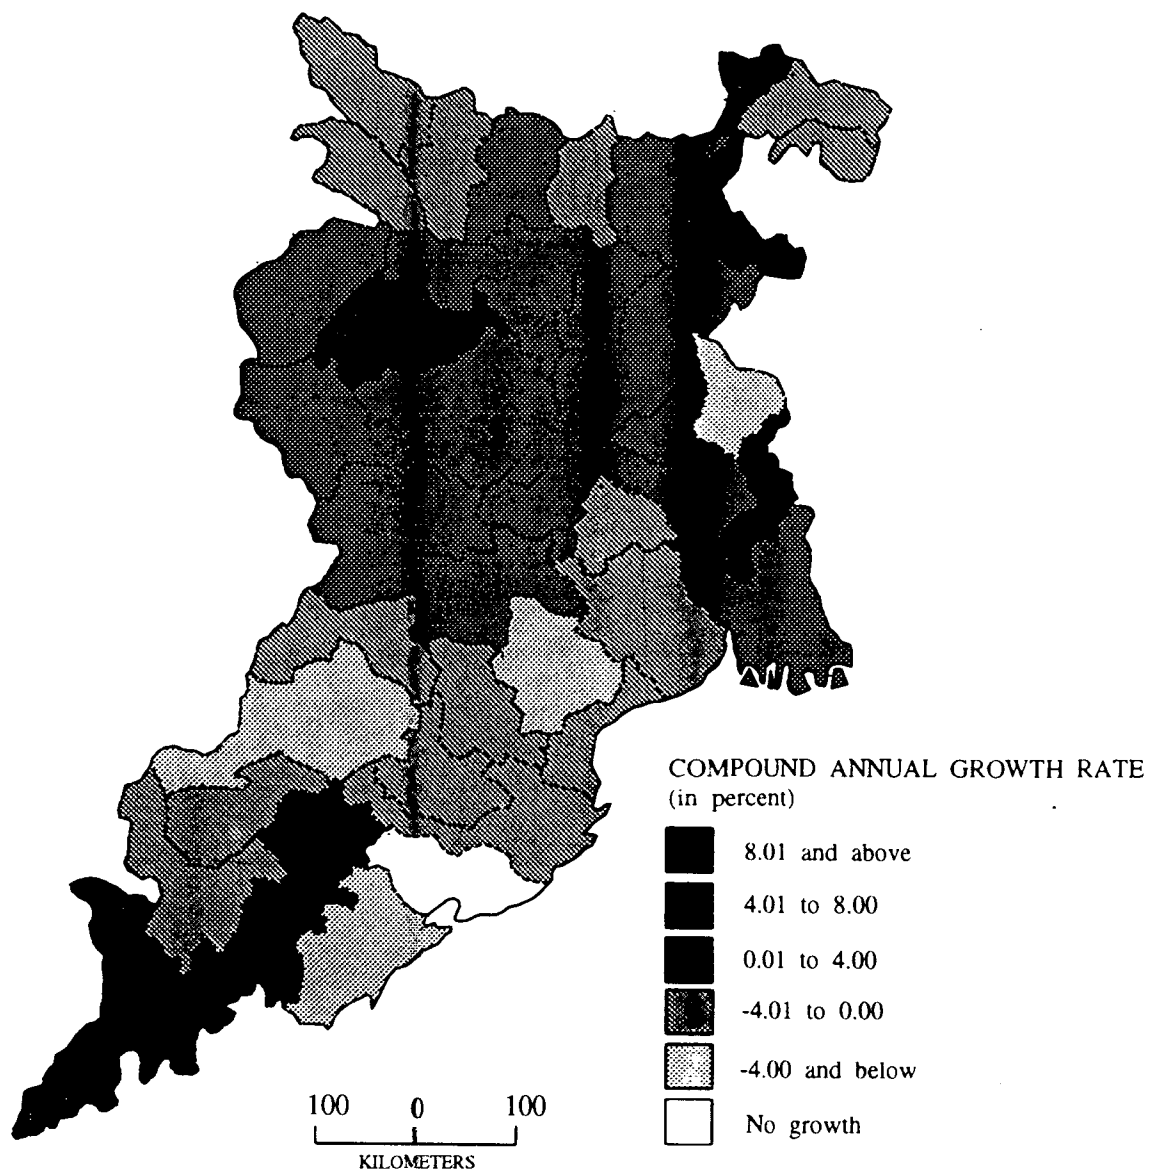 COMPOUND ANNUAL GROWTH RATE
(in percent)
8.01 and above
4.01 to 8.00
0.01 to 4.00
-4.01 to 0.00
-4.00 and below
No growth
100 0 100
KILOMETERS